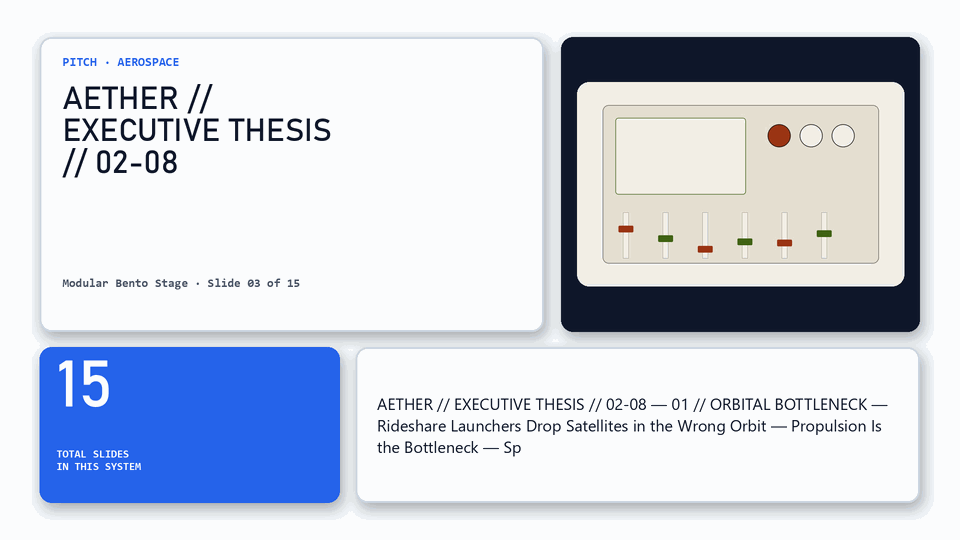 PITCH · AEROSPACE
AETHER //
EXECUTIVE THESIS
// 02-08
Modular Bento Stage · Slide 03 of 15
15
TOTAL SLIDES
IN THIS SYSTEM
AETHER // EXECUTIVE THESIS // 02-08 — 01 // ORBITAL BOTTLENECK —
Rideshare Launchers Drop Satellites in the Wrong Orbit — Propulsion Is
the Bottleneck — Sp